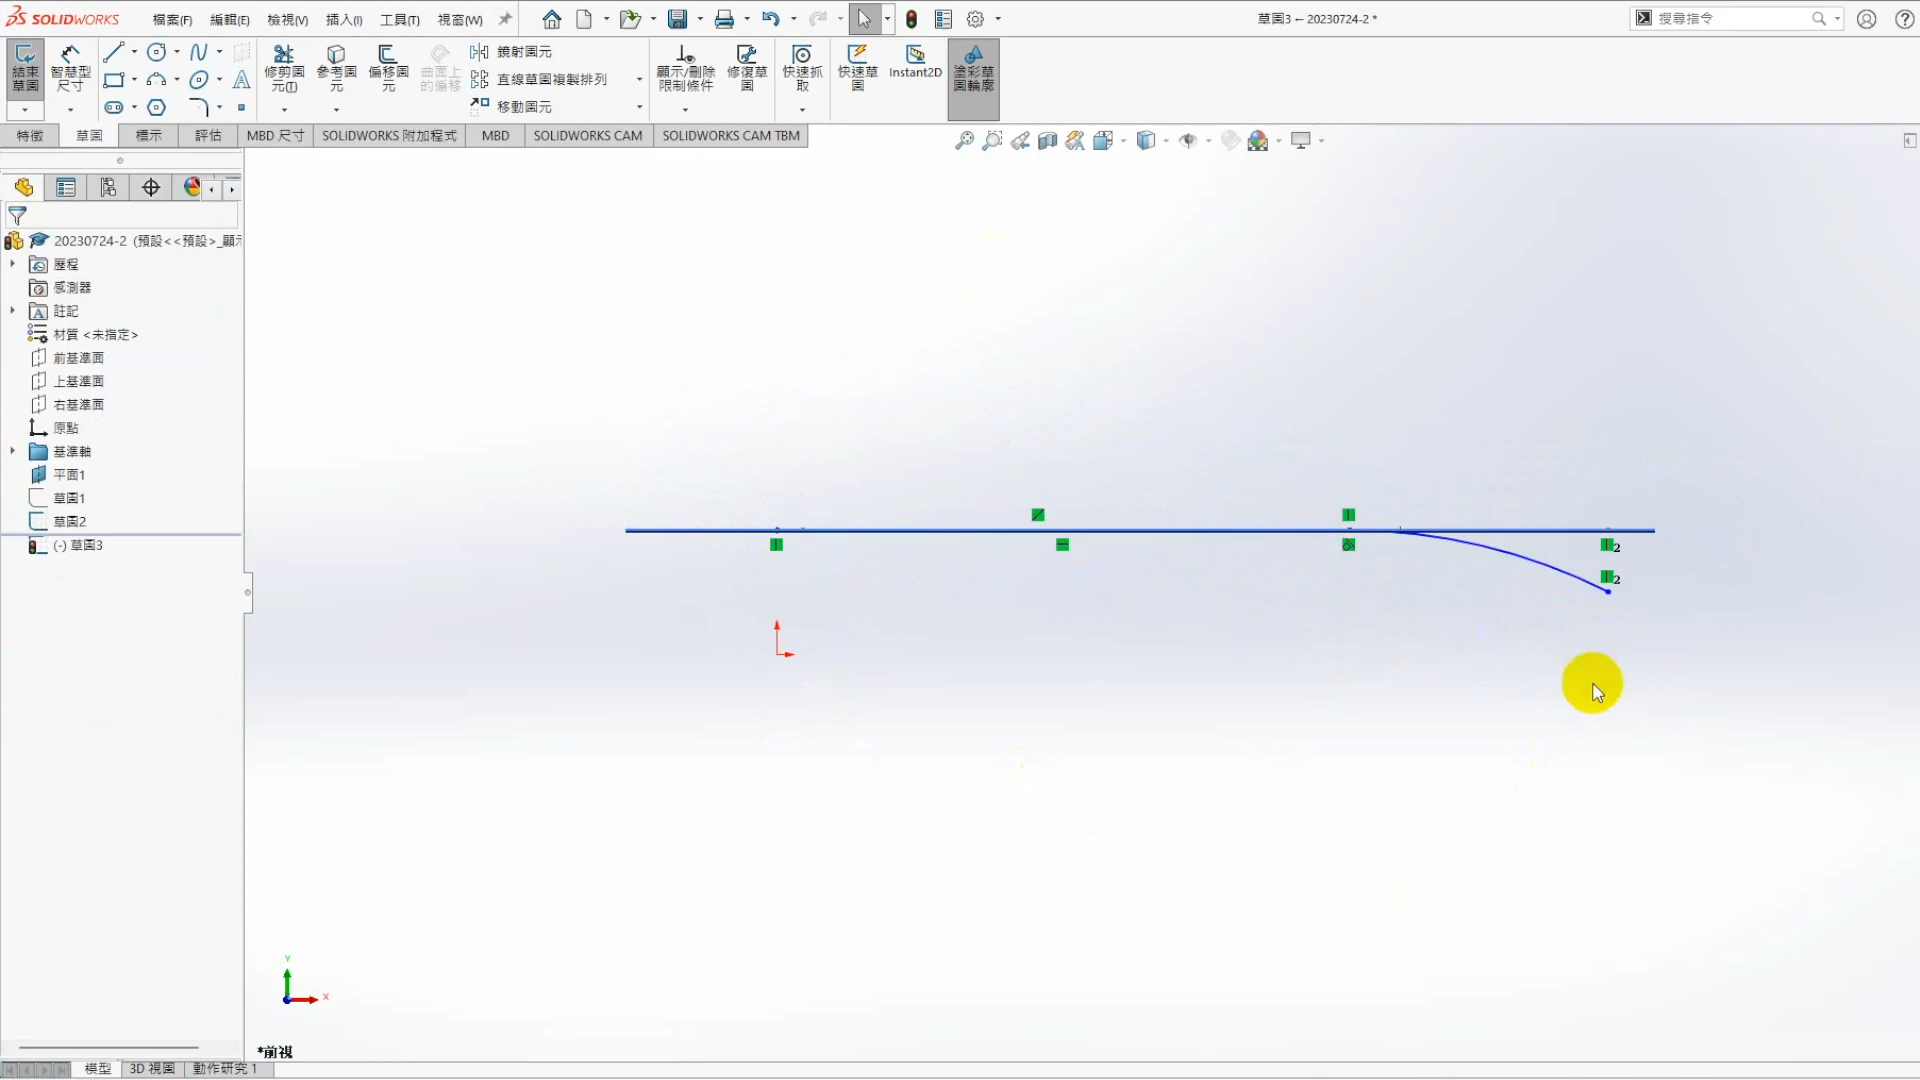 SOLIDWORKS 檔案(F) 編輯(E) 檢視(V) 插入(I) 工具(T) 視窗(W) 草圖3 ← 20230724-2 * 搜尋指令
結束草圖 智慧型尺寸 修剪圖元(T) 參考圖元 偏移圖元 曲面上的偏移 鏡射圖元 直線草圖複製排列 移動圖元 顯示/刪除限制條件 修復草圖 快速抓取 快速草圖 Instant2D 塗彩草圖輪廓
特徵 草圖 標示 評估 MBD 尺寸 SOLIDWORKS 附加程式 MBD SOLIDWORKS CAM SOLIDWORKS CAM TBM
20230724-2 (預設<<預設>_顯示
歷程
感測器
註記
材質 <未指定>
前基準面
上基準面
右基準面
原點
基準軸
平面1
草圖1
草圖2
(-) 草圖3
2
2
Y
X
*前視
模型 3D 視圖 動作研究 1